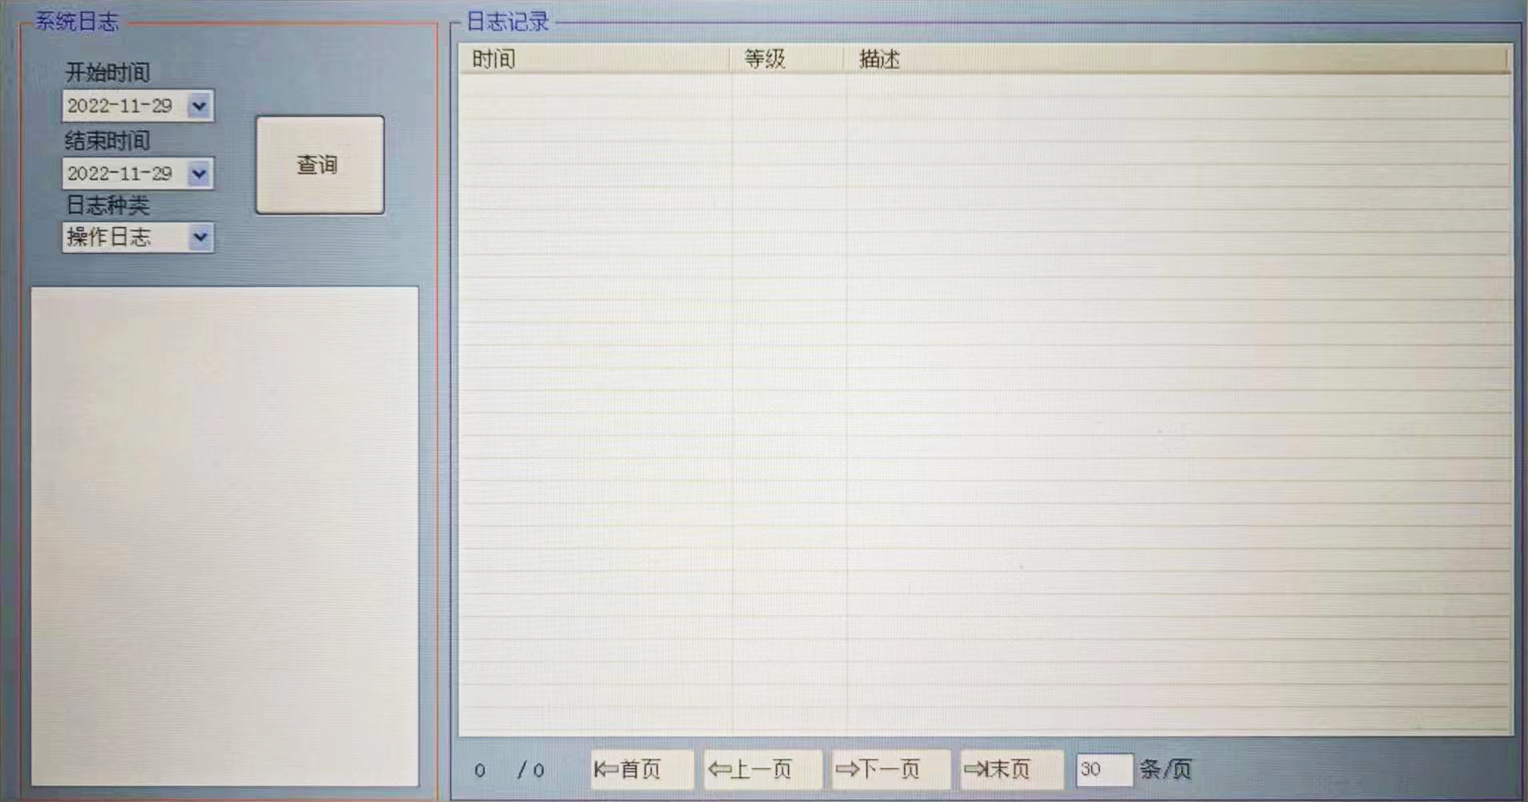 系统日志
开始时间
2022-11-29
结束时间
2022-11-29
日志种类
操作日志
查询
日志记录
时间 等级 描述
0 / 0 首页 上一页 下一页 末页 30 条/页